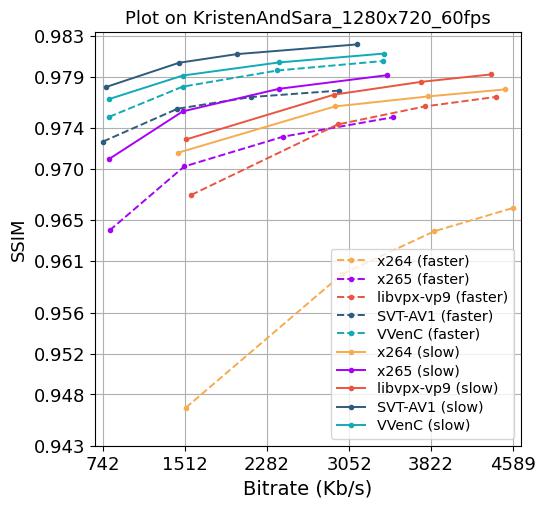 Plot on KristenAndSara_1280x720_60fps
SSIM
0.983
0.979
0.974
0.970
0.965
0.961
0.956
0.952
0.948
0.943
x264 (faster)
x265 (faster)
libvpx-vp9 (faster)
SVT-AV1 (faster)
VVenC (faster)
x264 (slow)
x265 (slow)
libvpx-vp9 (slow)
SVT-AV1 (slow)
VVenC (slow)
742 1512 2282 3052 3822 4589
Bitrate (Kb/s)